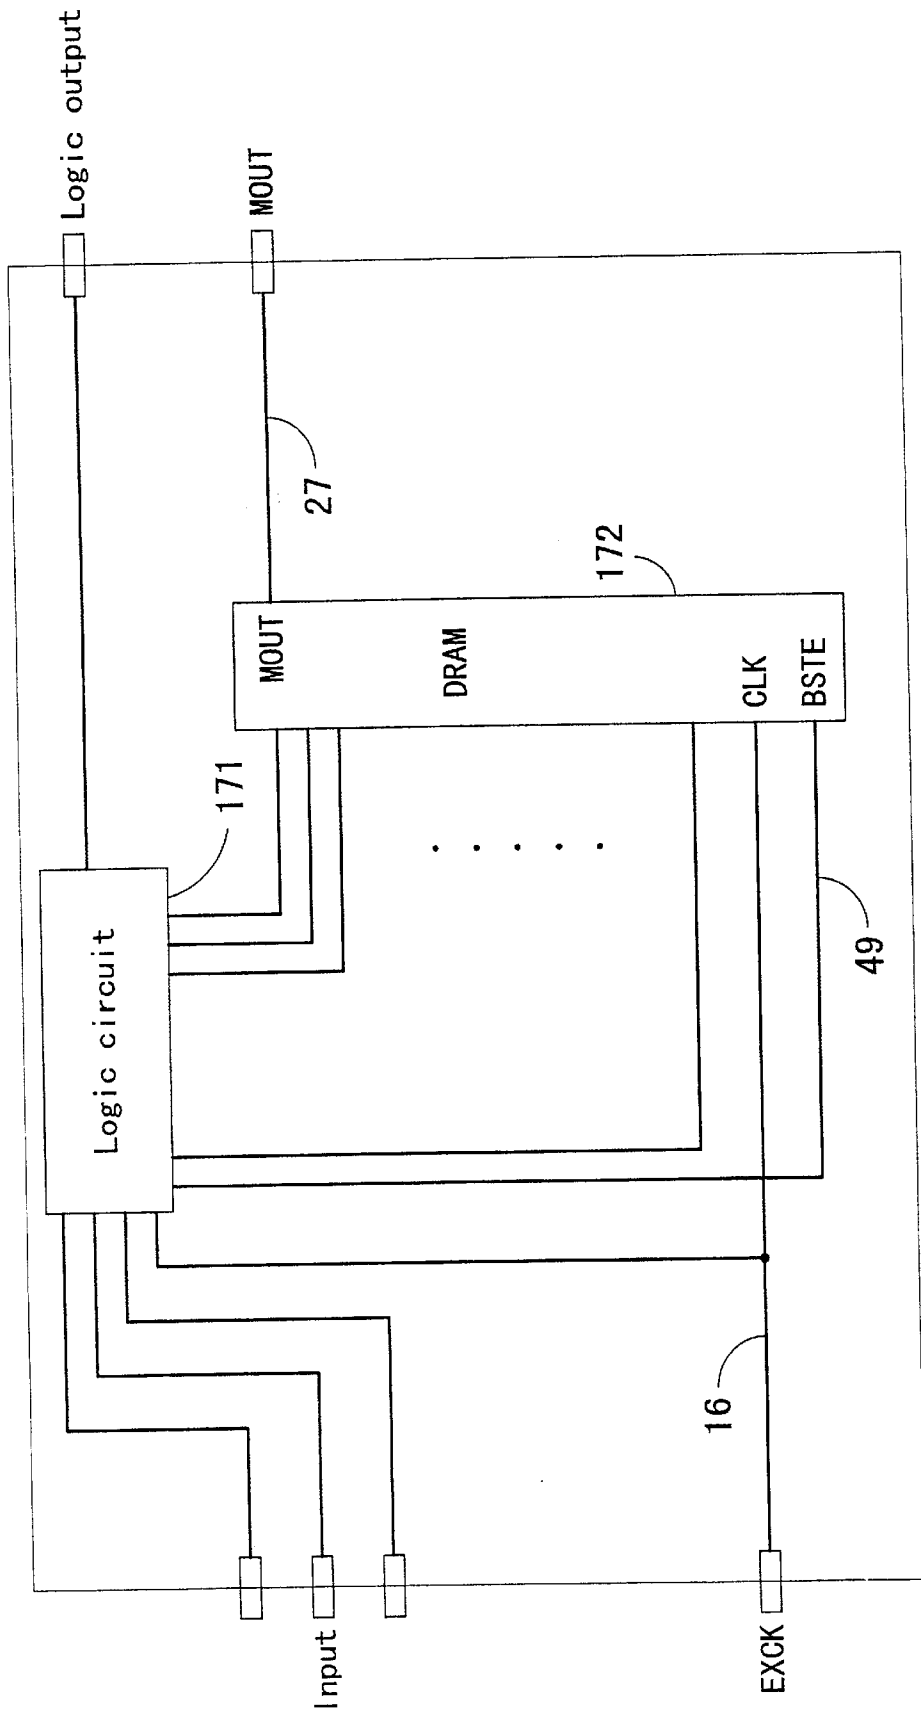 Logic output
MOUT
27
172
MOUT
DRAM
CLK
BSTE
171
Logic circuit
49
16
Input
EXCK